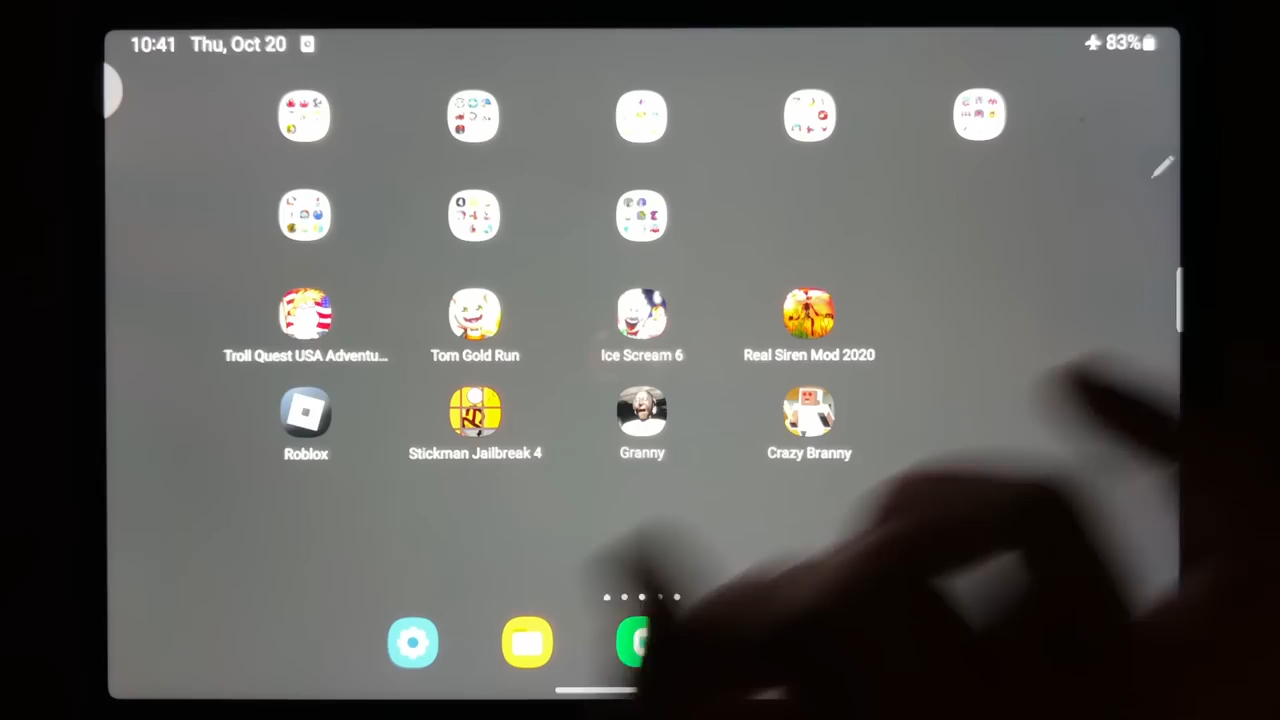 10:41 Thu, Oct 20
83%
Troll Quest USA Adventu...
Tom Gold Run
Ice Scream 6
Real Siren Mod 2020
Roblox
Stickman Jailbreak 4
Granny
Crazy Branny